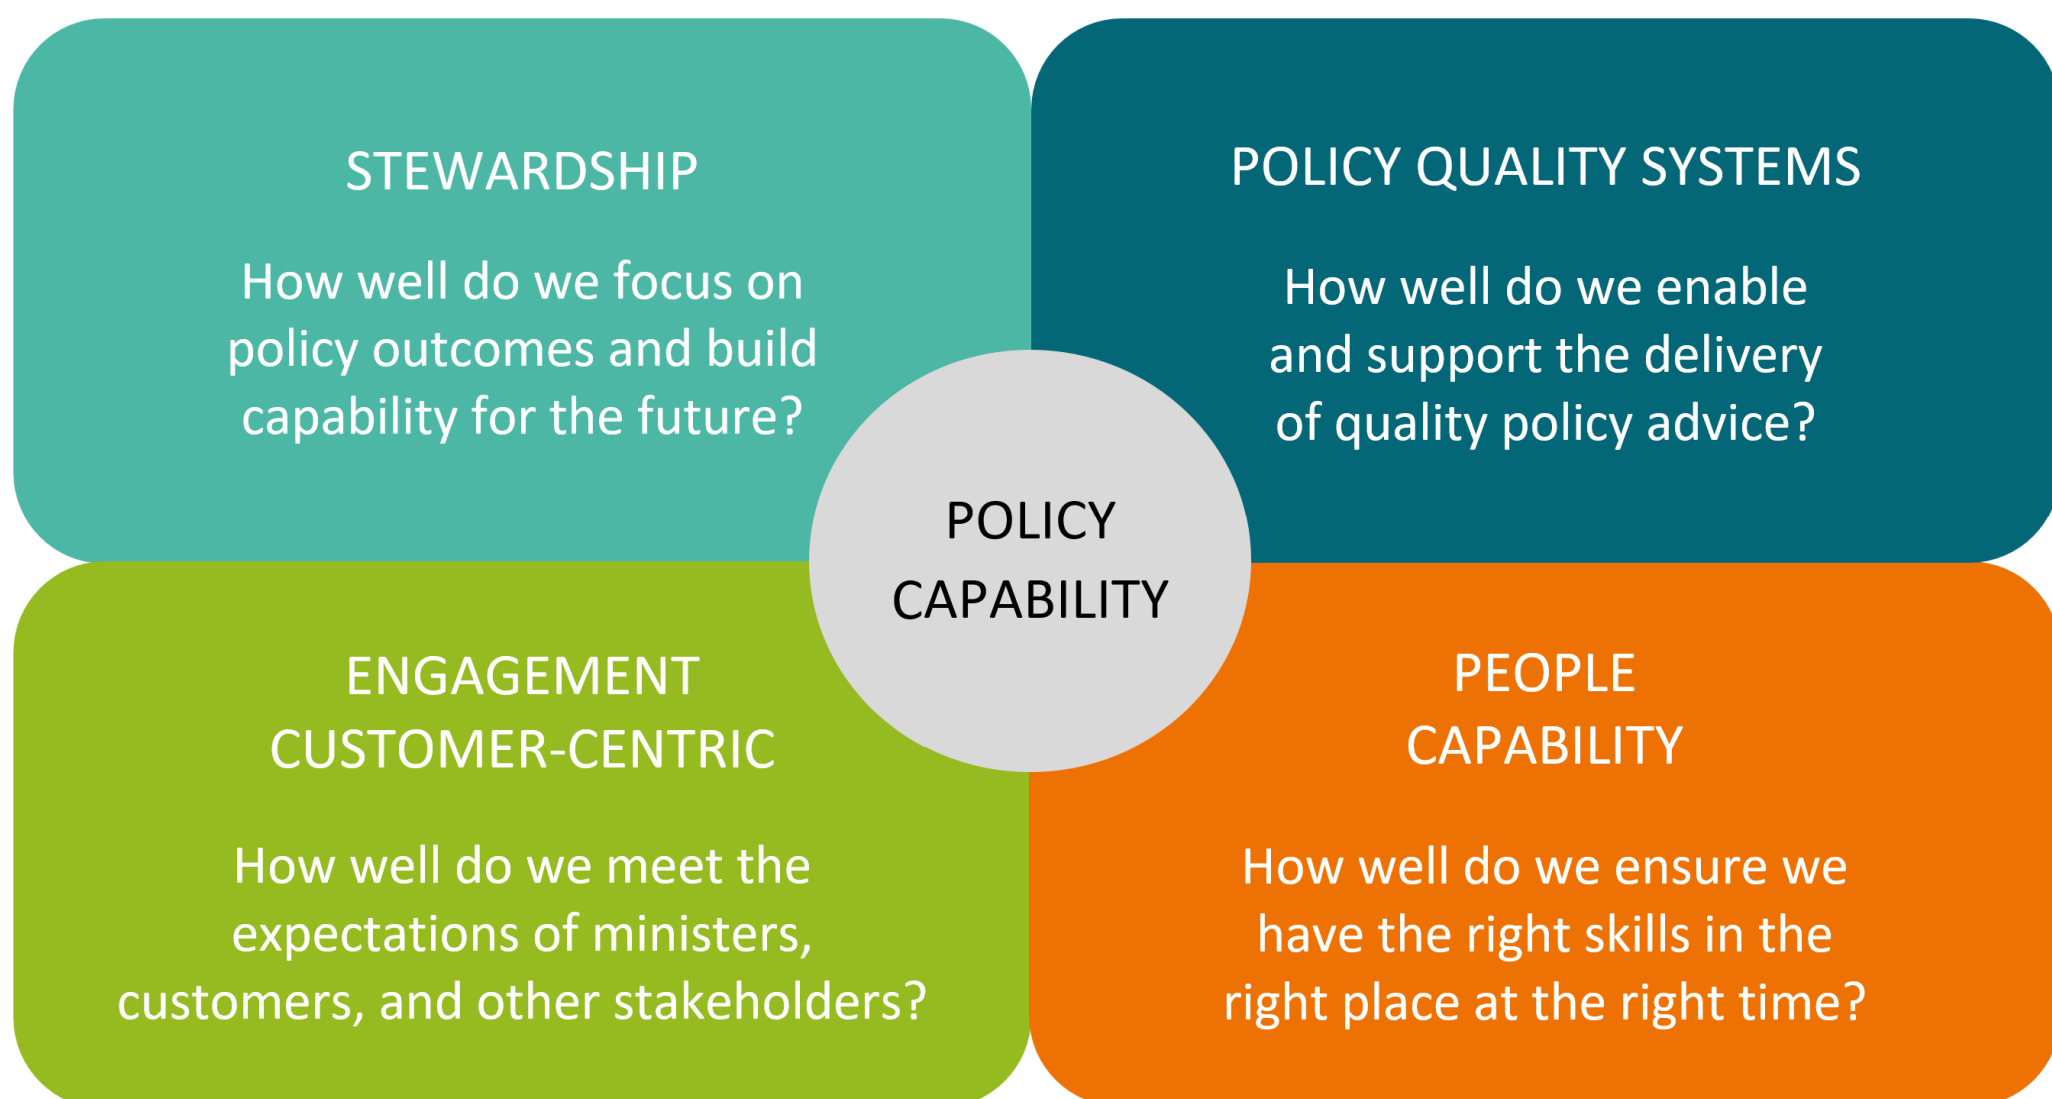 STEWARDSHIP
How well do we focus on
policy outcomes and build
capability for the future?
POLICY QUALITY SYSTEMS
How well do we enable
and support the delivery
of quality policy advice?
POLICY
CAPABILITY
ENGAGEMENT
CUSTOMER-CENTRIC
How well do we meet the
expectations of ministers,
customers, and other stakeholders?
PEOPLE
CAPABILITY
How well do we ensure we
have the right skills in the
right place at the right time?